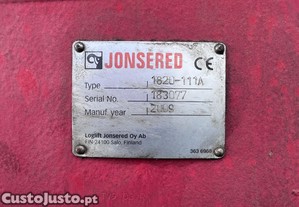 JONSERED CE
Type 1820-111A
Serial No. 183077
Manuf year 2009
Loglift Jonsered Oy Ab
FIN-24100 Salo, Finland
CustoJusto.pt